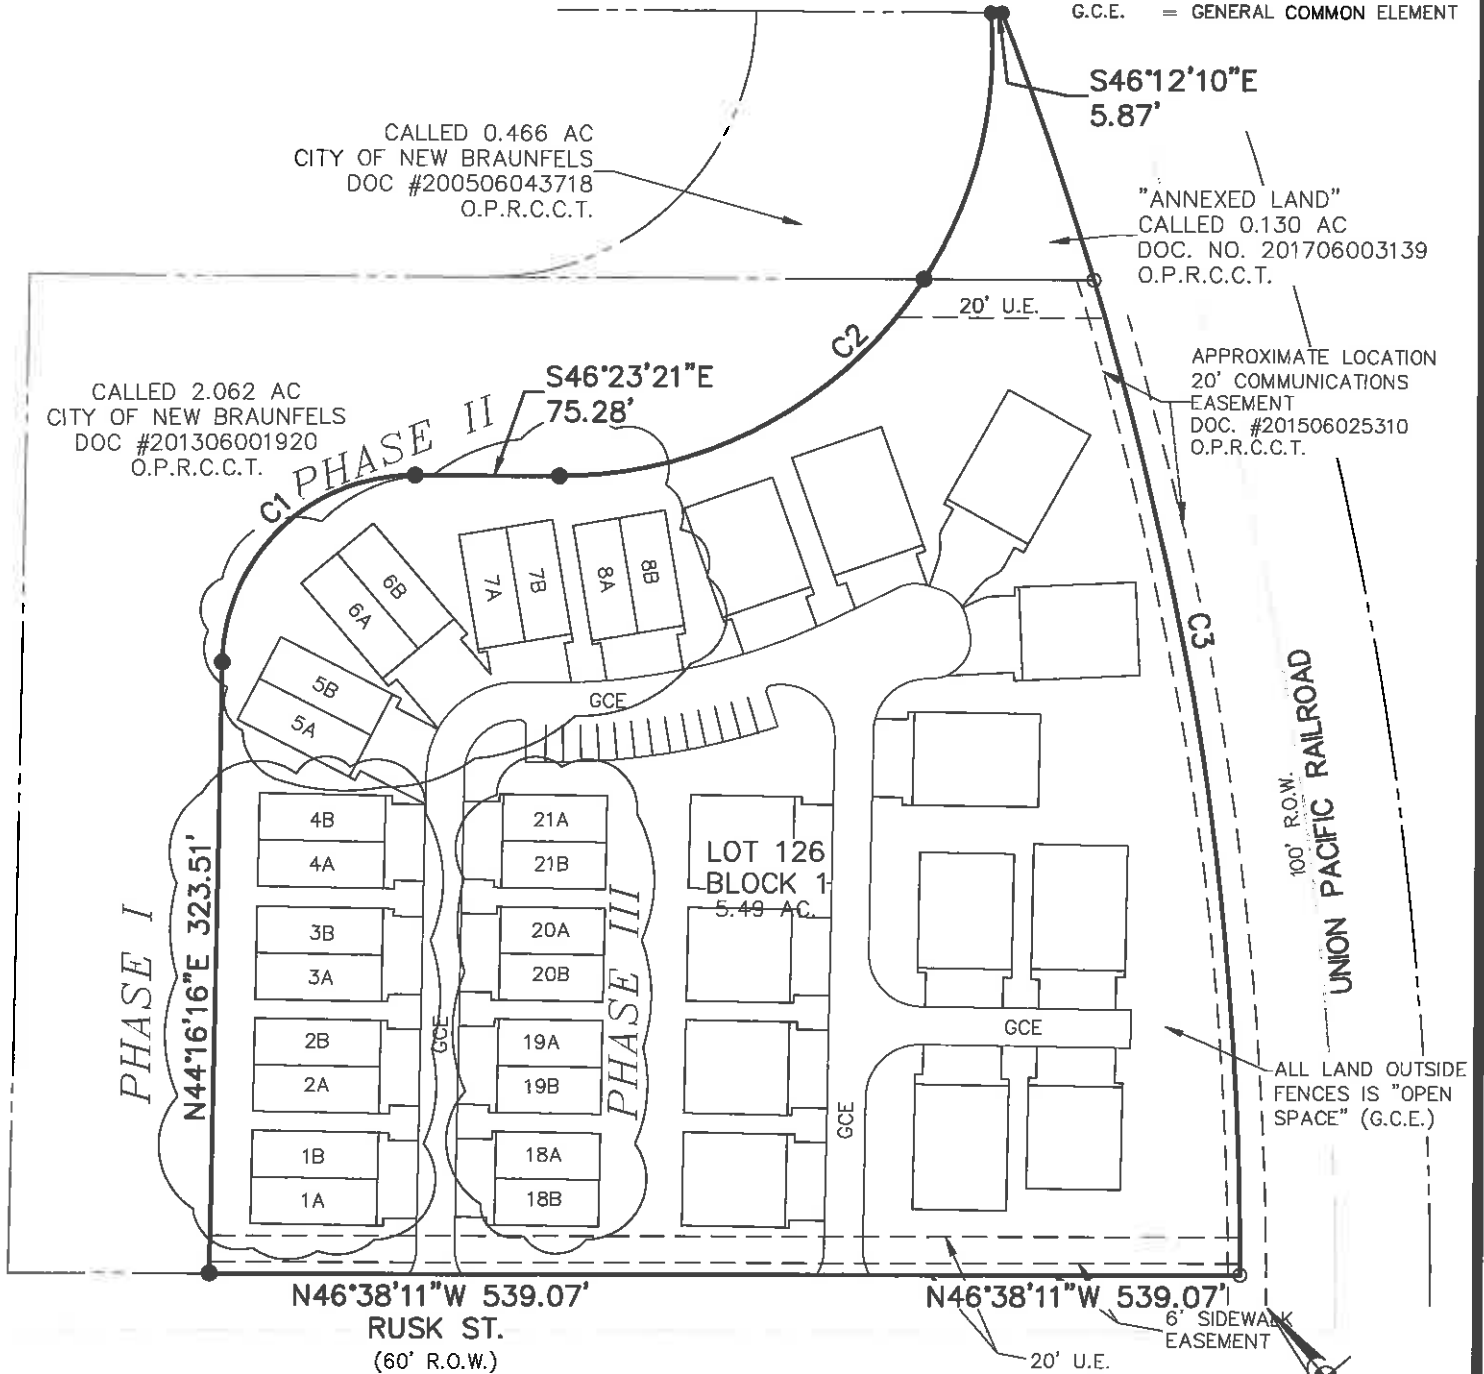 G.C.E. = GENERAL COMMON ELEMENT
S46°12'10"E
5.87'
CALLED 0.466 AC
CITY OF NEW BRAUNFELS
DOC #200506043718
O.P.R.C.C.T.
"ANNEXED LAND"
CALLED 0.130 AC
DOC. NO. 201706003139
O.P.R.C.C.T.
20' U.E.
C2
APPROXIMATE LOCATION
20' COMMUNICATIONS
EASEMENT
DOC. #201506025310
O.P.R.C.C.T.
S46°23'21"E
75.28'
CALLED 2.062 AC
CITY OF NEW BRAUNFELS
DOC #201306001920
O.P.R.C.C.T.
PHASE II
C1
6B
6A
7A
7B
8A
8B
5B
5A
GCE
C3
100' R.O.W.
UNION PACIFIC RAILROAD
4B
4A
3B
3A
2B
2A
1B
1A
21A
21B
20A
20B
19A
19B
18A
18B
LOT 126
BLOCK 1
5.49 AC.
PHASE I
N44°16'16"E 323.51'
GCE
PHASE III
GCE
GCE
ALL LAND OUTSIDE
FENCES IS "OPEN
SPACE" (G.C.E.)
N46°38'11"W 539.07'
RUSK ST.
(60' R.O.W.)
N46°38'11"W 539.07'
6' SIDEWALK
EASEMENT
20' U.E.